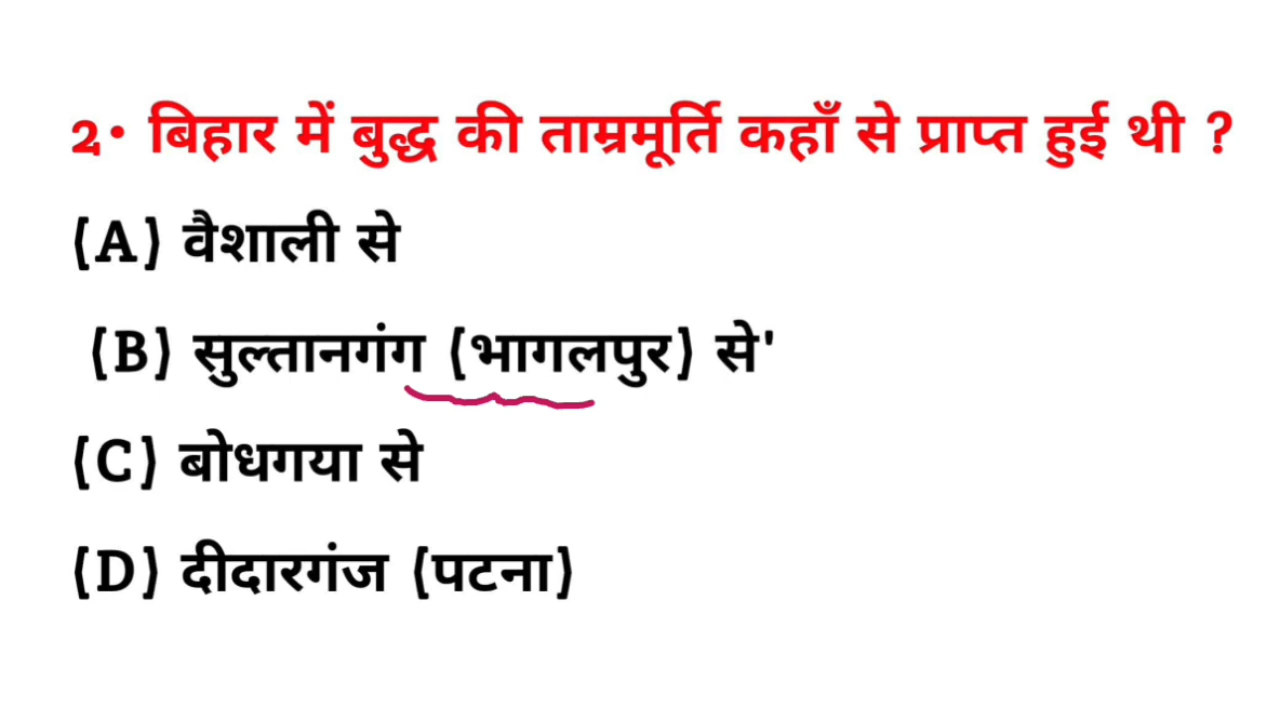 2• बिहार में बुद्ध की ताम्रमूर्ति कहाँ से प्राप्त हुई थी ?
(A) वैशाली से
(B) सुल्तानगंग (भागलपुर) से'
(C) बोधगया से
(D) दीदारगंज (पटना)